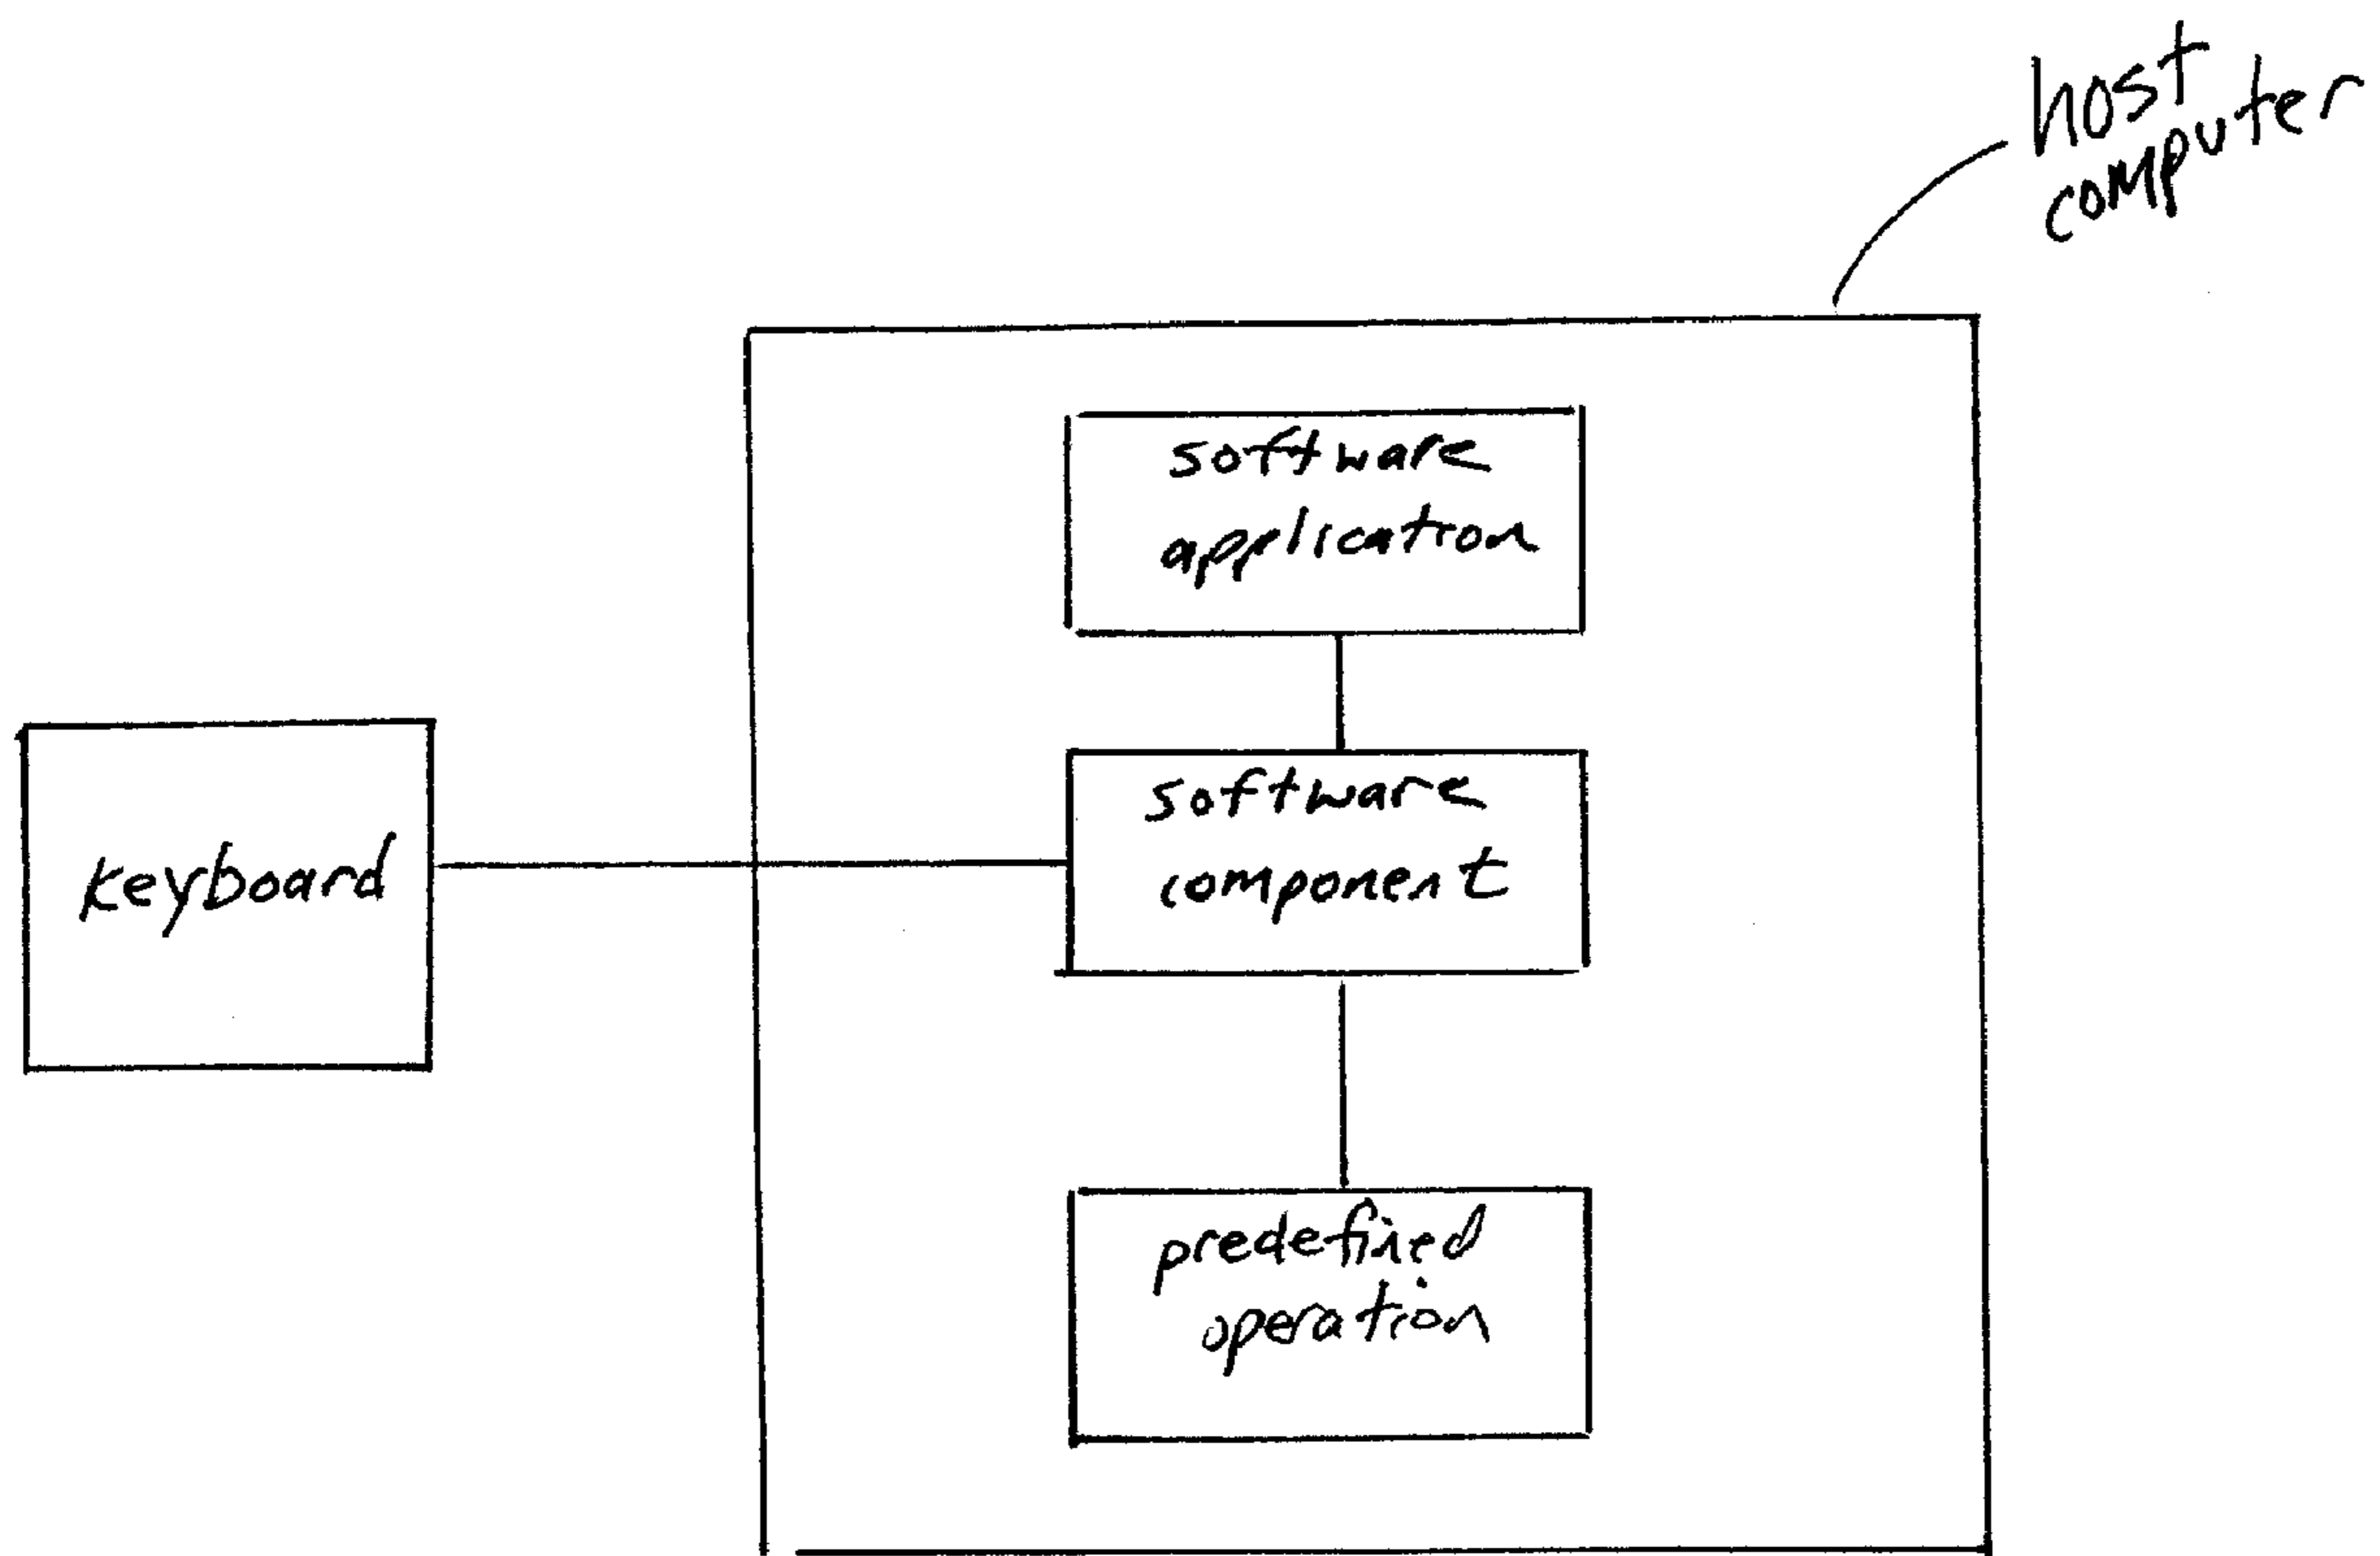 host
computer
software
application
software
component
keyboard
predefined
operation